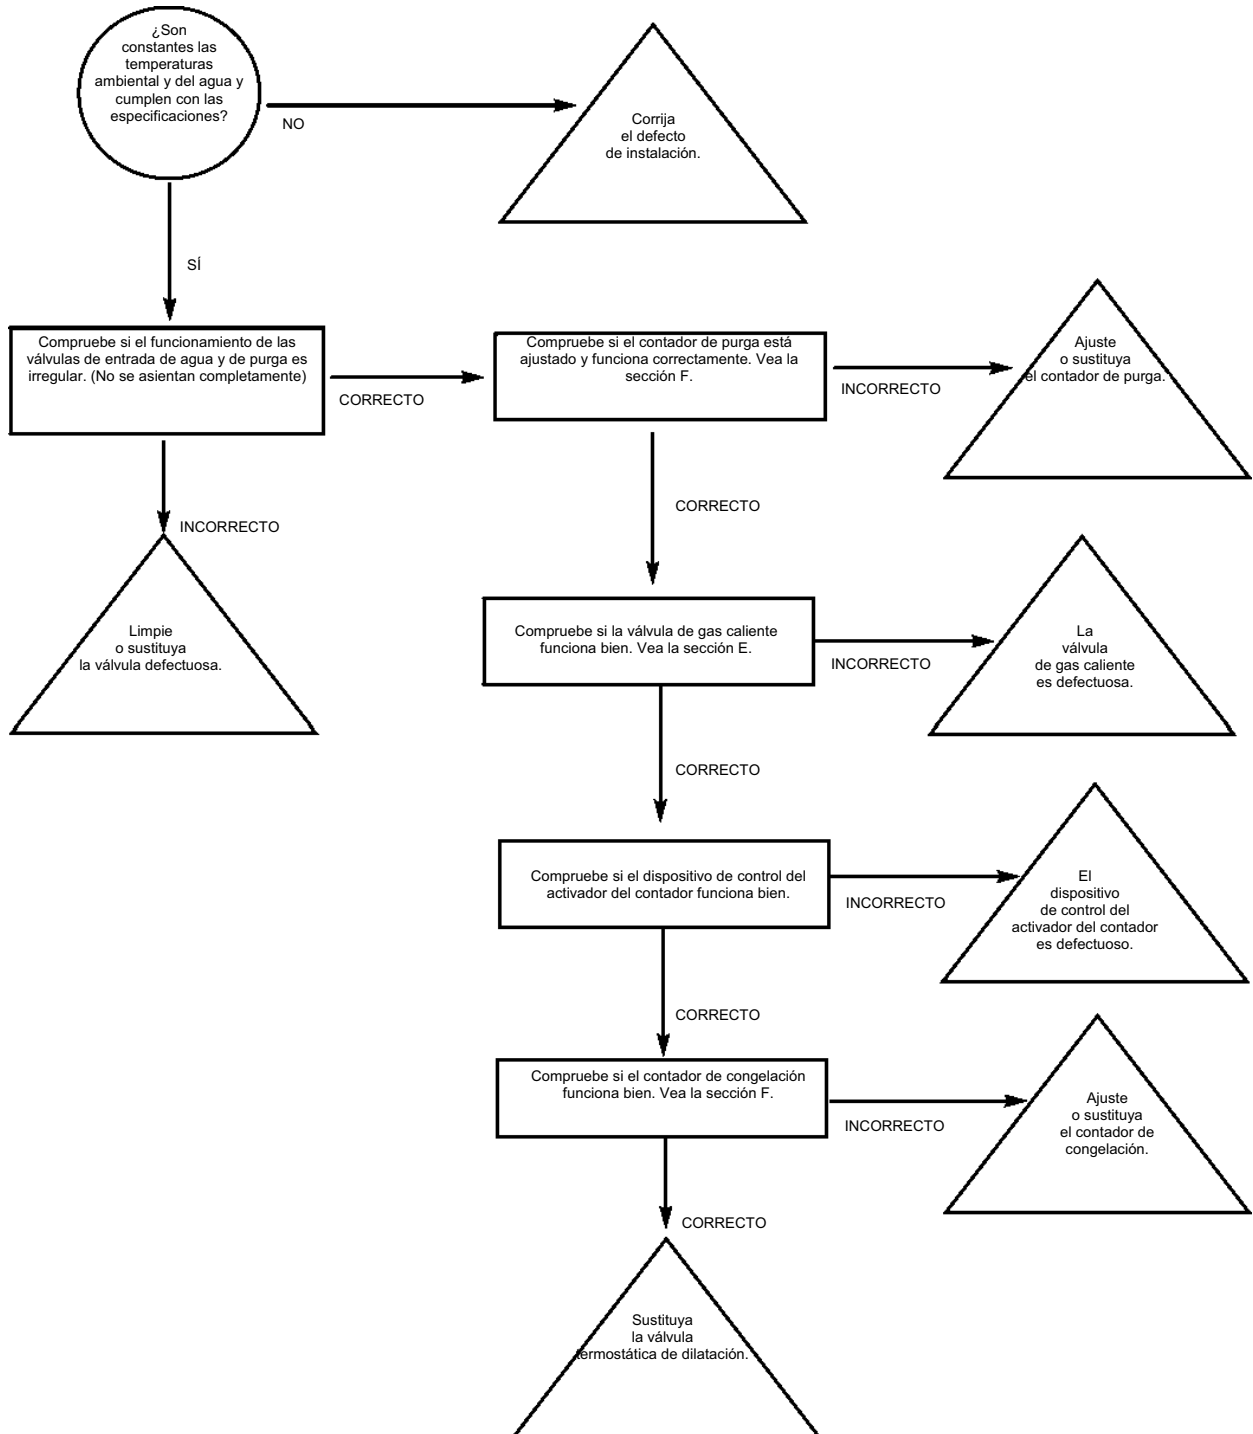 ¿Son
constantes las
temperaturas
ambiental y del agua y
cumplen con las
especificaciones?
NO
Corrija
el defecto
de instalación.
SÍ
Compruebe si el funcionamiento de las
válvulas de entrada de agua y de purga es
irregular. (No se asientan completamente)
CORRECTO
Compruebe si el contador de purga está
ajustado y funciona correctamente. Vea la
sección F.
INCORRECTO
Ajuste
o sustituya
el contador de purga.
INCORRECTO
Limpie
o sustituya
la válvula defectuosa.
CORRECTO
Compruebe si la válvula de gas caliente
funciona bien. Vea la sección E.
INCORRECTO
La
válvula
de gas caliente
es defectuosa.
CORRECTO
Compruebe si el dispositivo de control del
activador del contador funciona bien.
INCORRECTO
El
dispositivo
de control del
activador del contador
es defectuoso.
CORRECTO
Compruebe si el contador de congelación
funciona bien. Vea la sección F.
INCORRECTO
Ajuste
o sustituya
el contador de
congelación.
CORRECTO
Sustituya
la válvula
termostática de dilatación.